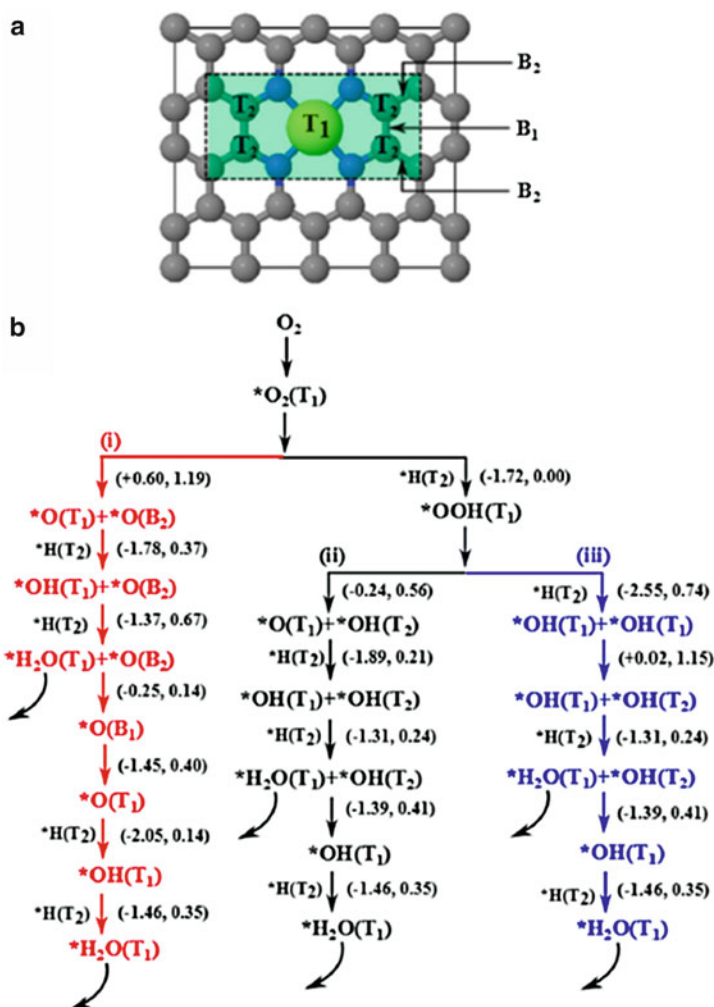 a
T₂ T₂ B₂
T₁ B₁
T₂ T₂
B₂
b
O₂
*O₂(T₁)
(i)
(+0.60, 1.19)
*O(T₁)+*O(B₂)
*H(T₂) (-1.78, 0.37)
*OH(T₁)+*O(B₂)
*H(T₂) (-1.37, 0.67)
*H₂O(T₁)+*O(B₂)
(-0.25, 0.14)
*O(B₁)
(-1.45, 0.40)
*O(T₁)
*H(T₂) (-2.05, 0.14)
*OH(T₁)
*H(T₂) (-1.46, 0.35)
*H₂O(T₁)
*H(T₂) (-1.72, 0.00)
*OOH(T₁)
(ii)
(-0.24, 0.56)
*O(T₁)+*OH(T₂)
*H(T₂) (-1.89, 0.21)
*OH(T₁)+*OH(T₂)
*H(T₂) (-1.31, 0.24)
*H₂O(T₁)+*OH(T₂)
(-1.39, 0.41)
*OH(T₁)
*H(T₂) (-1.46, 0.35)
*H₂O(T₁)
(iii)
*H(T₂) (-2.55, 0.74)
*OH(T₁)+*OH(T₁)
(+0.02, 1.15)
*OH(T₁)+*OH(T₂)
*H(T₂) (-1.31, 0.24)
*H₂O(T₁)+*OH(T₂)
(-1.39, 0.41)
*OH(T₁)
*H(T₂) (-1.46, 0.35)
*H₂O(T₁)